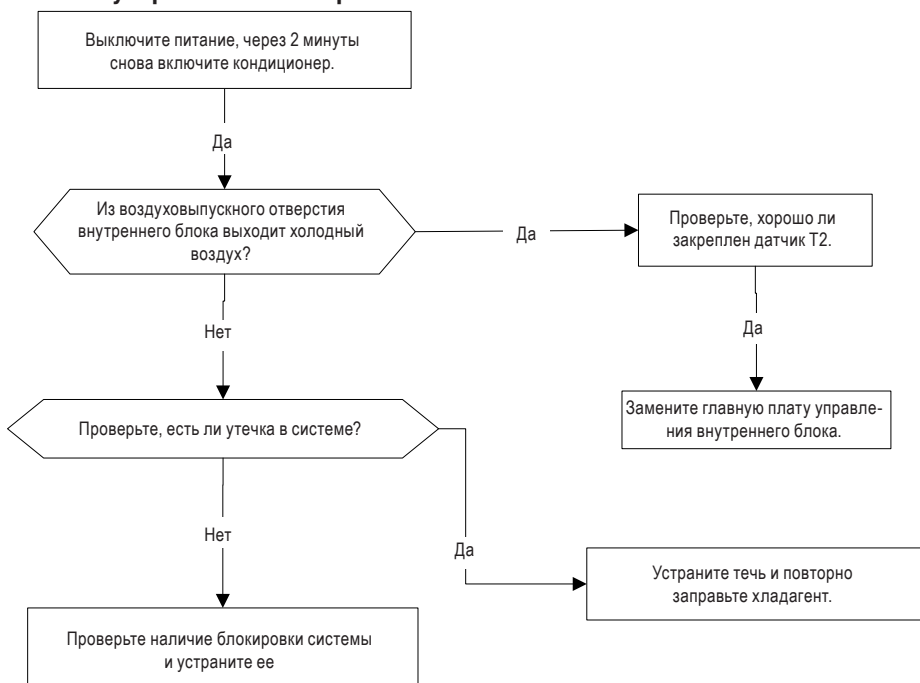 Выключите питание, через 2 минуты
снова включите кондиционер.
Да
Из воздуховыпускного отверстия
внутреннего блока выходит холодный
воздух?
Да
Проверьте, хорошо ли
закреплен датчик Т2.
Да
Замените главную плату управле-
ния внутреннего блока.
Нет
Проверьте, есть ли утечка в системе?
Да
Устраните течь и повторно
заправьте хладагент.
Нет
Проверьте наличие блокировки системы
и устраните ее